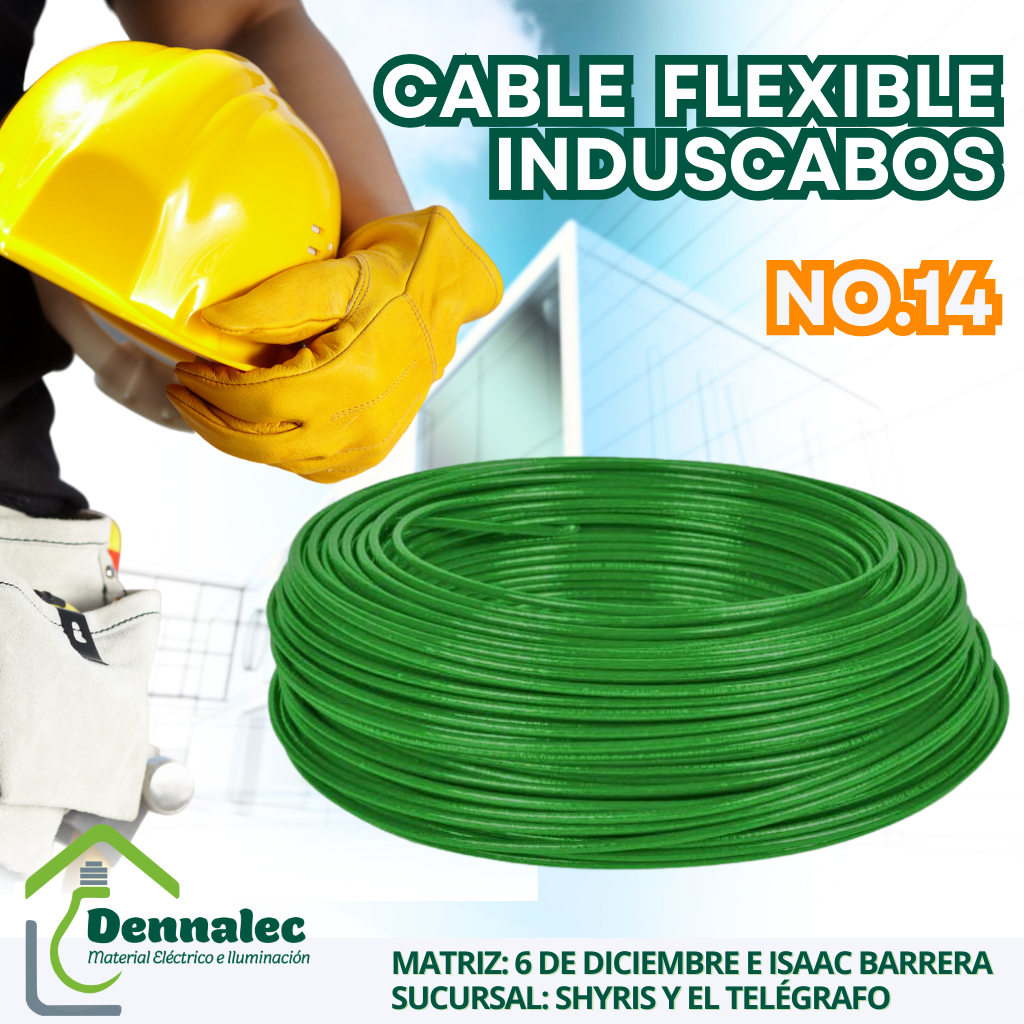 CABLE FLEXIBLE
INDUSCABOS
NO.14
Dennalec
Material Eléctrico e Iluminación
MATRIZ: 6 DE DICIEMBRE E ISAAC BARRERA
SUCURSAL: SHYRIS Y EL TELÉGRAFO